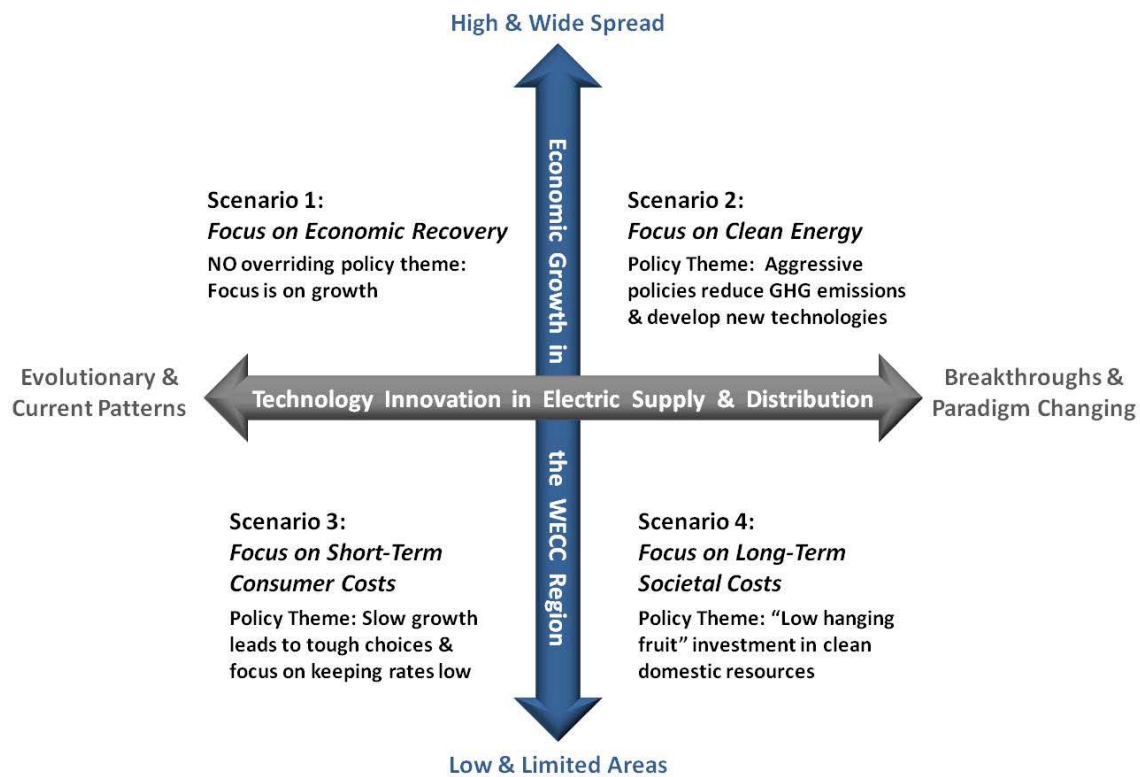 High & Wide Spread
Economic Growth in the WECC Region
Scenario 1:
Focus on Economic Recovery
NO overriding policy theme:
Focus is on growth
Scenario 2:
Focus on Clean Energy
Policy Theme: Aggressive
policies reduce GHG emissions
& develop new technologies
Evolutionary &
Current Patterns
Technology Innovation in Electric Supply & Distribution
Breakthroughs &
Paradigm Changing
Scenario 3:
Focus on Short-Term
Consumer Costs
Policy Theme: Slow growth
leads to tough choices &
focus on keeping rates low
Scenario 4:
Focus on Long-Term
Societal Costs
Policy Theme: “Low hanging
fruit” investment in clean
domestic resources
Low & Limited Areas